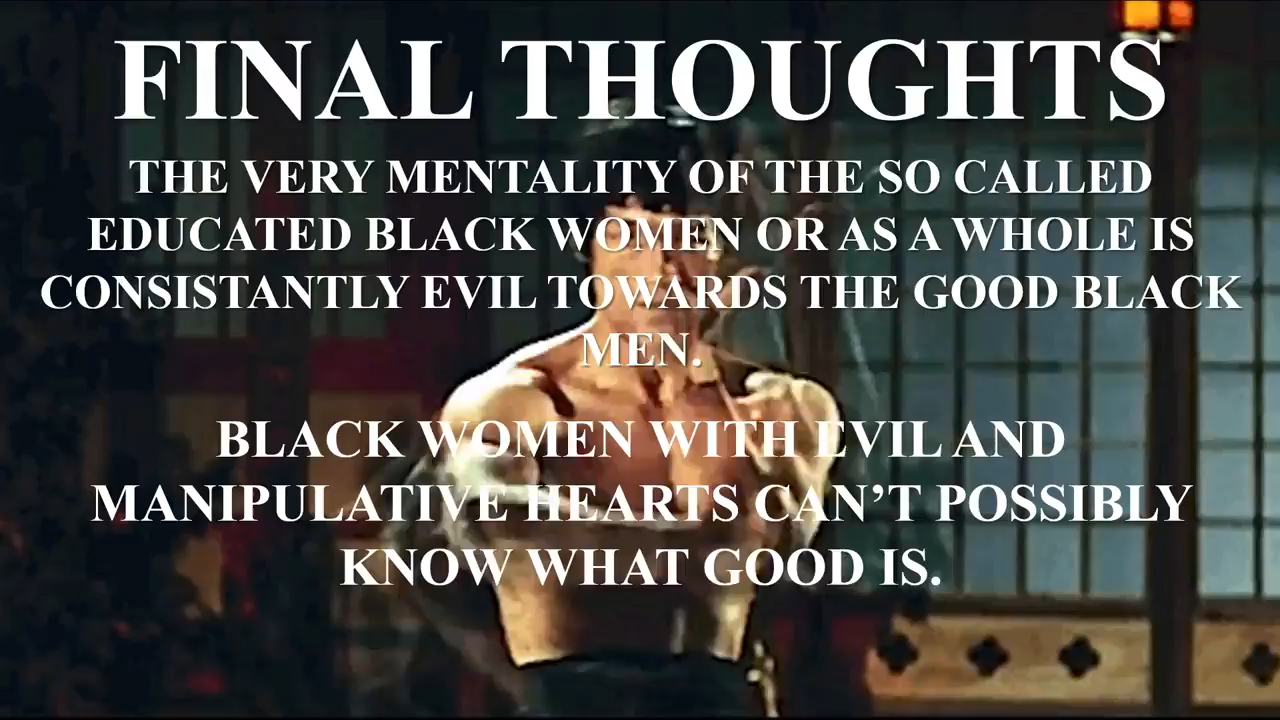 FINAL THOUGHTS
THE VERY MENTALITY OF THE SO CALLED
EDUCATED BLACK WOMEN OR AS A WHOLE IS
CONSISTANTLY EVIL TOWARDS THE GOOD BLACK
MEN.
BLACK WOMEN WITH EVIL AND
MANIPULATIVE HEARTS CAN’T POSSIBLY
KNOW WHAT GOOD IS.